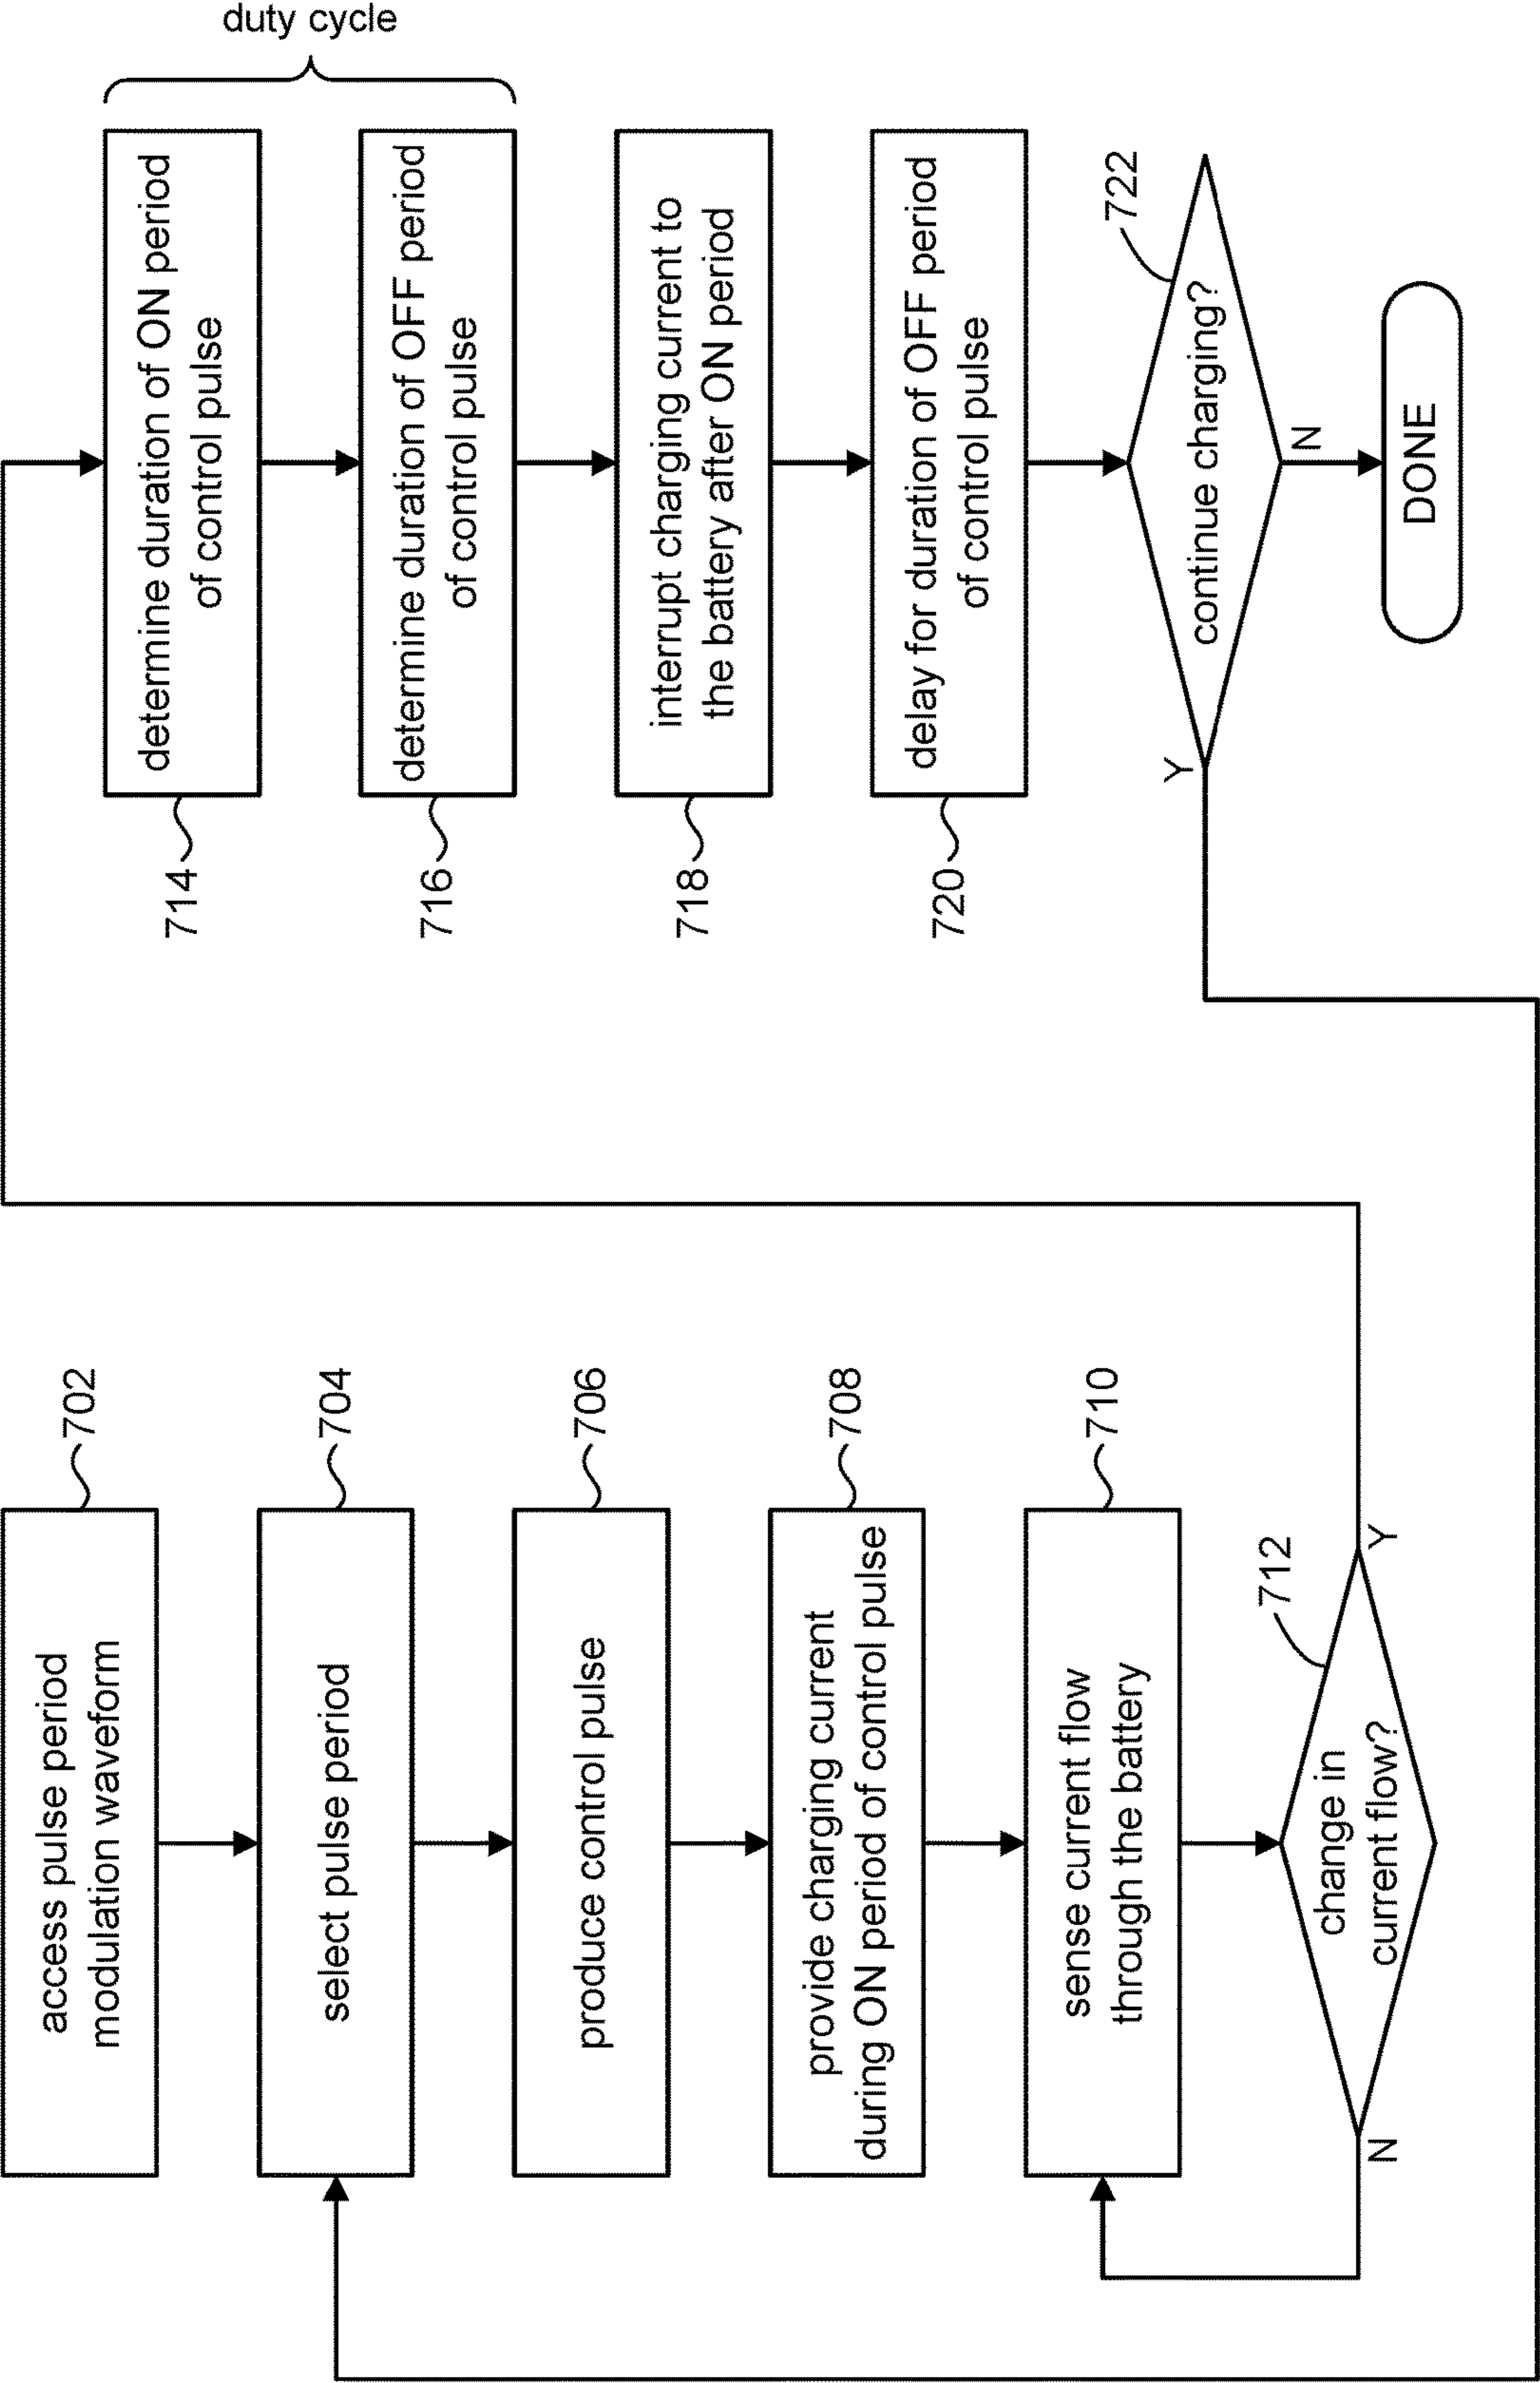 access pulse period
modulation waveform
702
select pulse period
704
produce control pulse
706
provide charging current
during ON period of control pulse
708
sense current flow
through the battery
710
712
change in
current flow?
N
Y
duty cycle
determine duration of ON period
of control pulse
714
determine duration of OFF period
of control pulse
716
interrupt charging current to
the battery after ON period
718
delay for duration of OFF period
of control pulse
720
722
continue charging?
Y
N
DONE